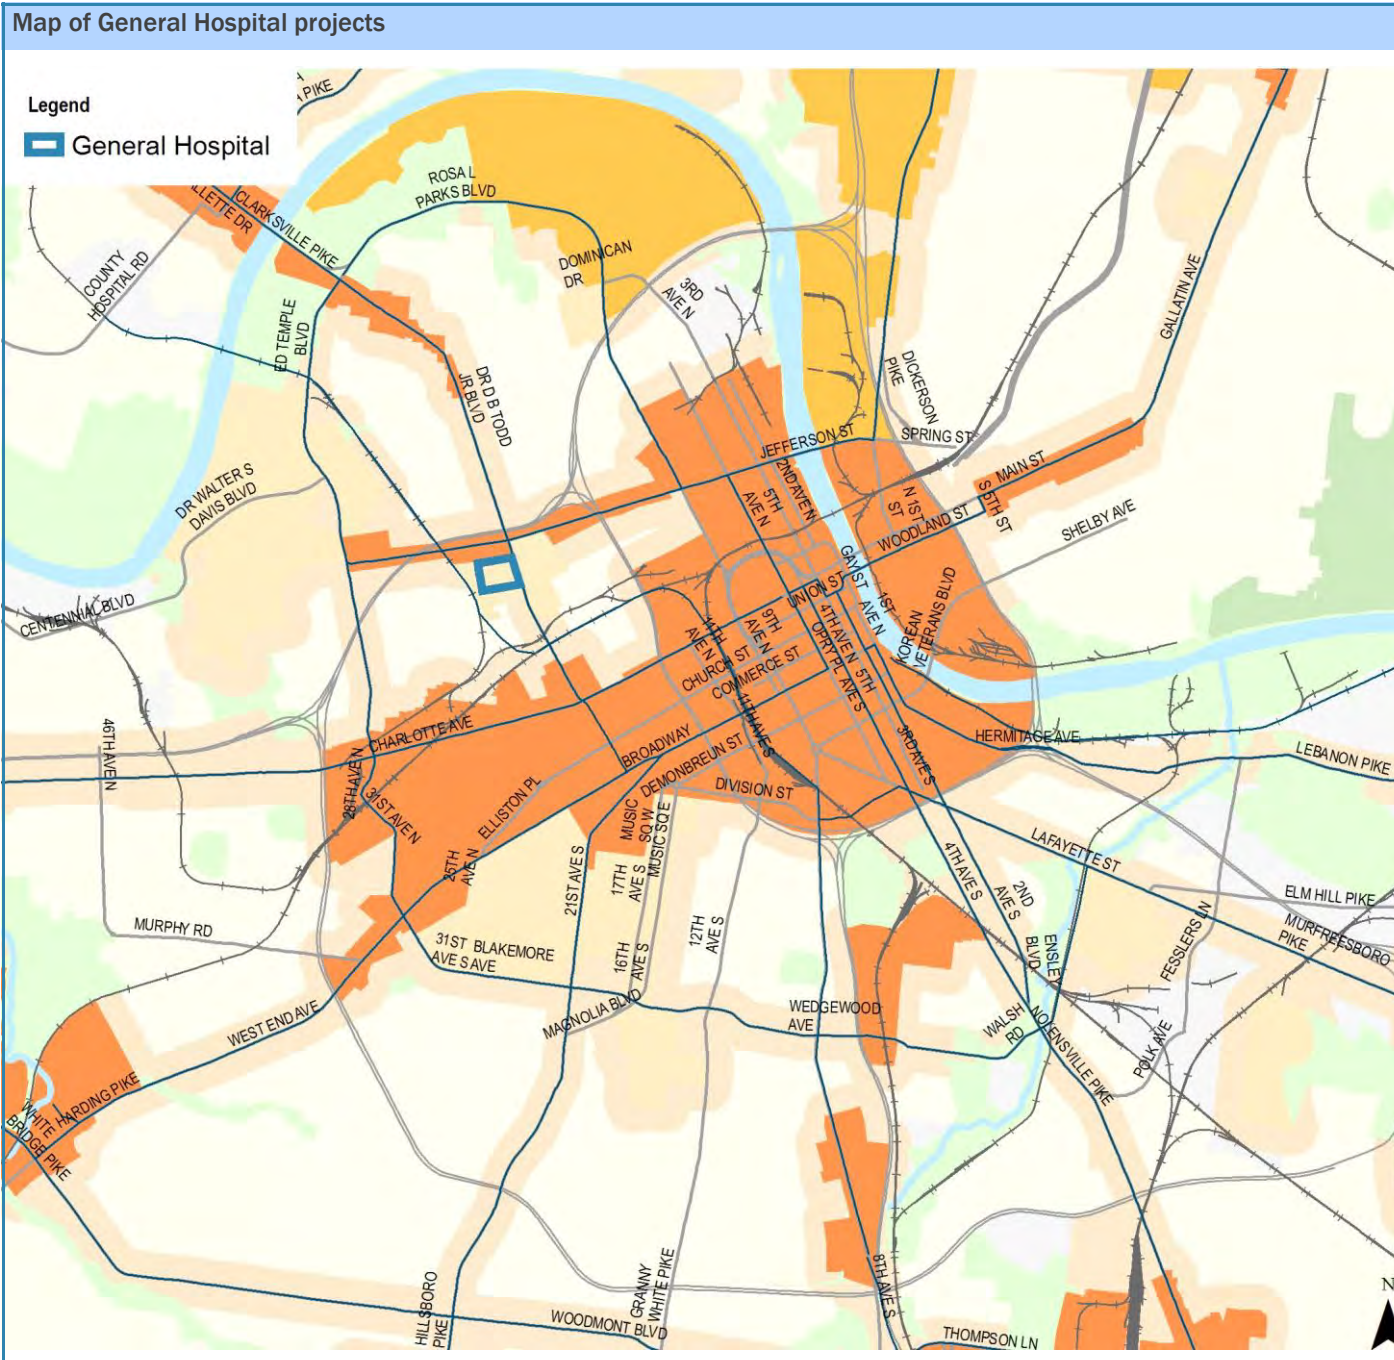 Map of General Hospital projects
Legend
General Hospital
PIKE
ROSA L
PARKS BLVD
CLARKSVILLE PIKE
LLETTE DR
COUNTY
HOSPITAL RD
DOMINICAN
DR
3RD
AVE N
GALLATIN AVE
ED TEMPLE
BLVD
DR D B TODD
JR BLVD
DICKERSON
PIKE
JEFFERSON ST
SPRING ST
MAIN ST
S 5TH ST
DR WALTER S
DAVIS BLVD
2ND AVE N
5TH
AVE N
N 1ST
ST
WOODLAND ST
SHELBY AVE
GAY ST
1ST
AVE N
UNION ST
KOREAN
VETERANS BLVD
CENTENNIAL BLVD
14TH
AVE N
9TH
AVE N
4TH AVE N
OPRY PL
5TH
AVE S
CHURCH ST
COMMERCE ST
11TH AVE S
46TH AVE N
CHARLOTTE AVE
BROADWAY
DEMONBREUN ST
3RD AVE S
HERMITAGE AVE
LEBANON PIKE
28TH AVE N
31ST AVE N
ELLISTON PL
DIVISION ST
MUSIC
SQ W
MUSIC SQ E
25TH
AVE N
21ST AVE S
17TH
AVE S
12TH
AVE S
16TH
AVE S
4TH AVE S
2ND
AVE S
LAFAYETTE ST
ELM HILL PIKE
MURFREESBORO
PIKE
FESSLERS LN
MURPHY RD
31ST
AVE S
BLAKEMORE
AVE
ENSLEY
BLVD
WEST END AVE
MAGNOLIA BLVD
WEDGEWOOD
AVE
WALSH
RD
NOLENSVILLE PIKE
POLK AVE
HARDING PIKE
WHITE
BRIDGE PIKE
HILLSBORO
PIKE
GRANNY
WHITE PIKE
WOODMONT BLVD
8TH AVE S
THOMPSON LN
N